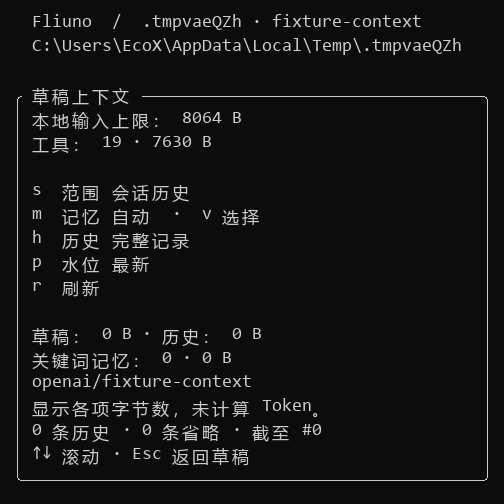 Fliuno  /  .tmpvaeQZh · fixture-context
C:\Users\EcoX\AppData\Local\Temp\.tmpvaeQZh
草稿上下文
本地输入上限： 8064 B
工具： 19 · 7630 B
s  范围 会话历史
m  记忆 自动  ·  v 选择
h  历史 完整记录
p  水位 最新
r  刷新
草稿： 0 B · 历史： 0 B
关键词记忆： 0 · 0 B
openai/fixture-context
显示各项字节数，未计算 Token。
0 条历史 · 0 条省略 · 截至 #0
↑↓ 滚动 · Esc 返回草稿